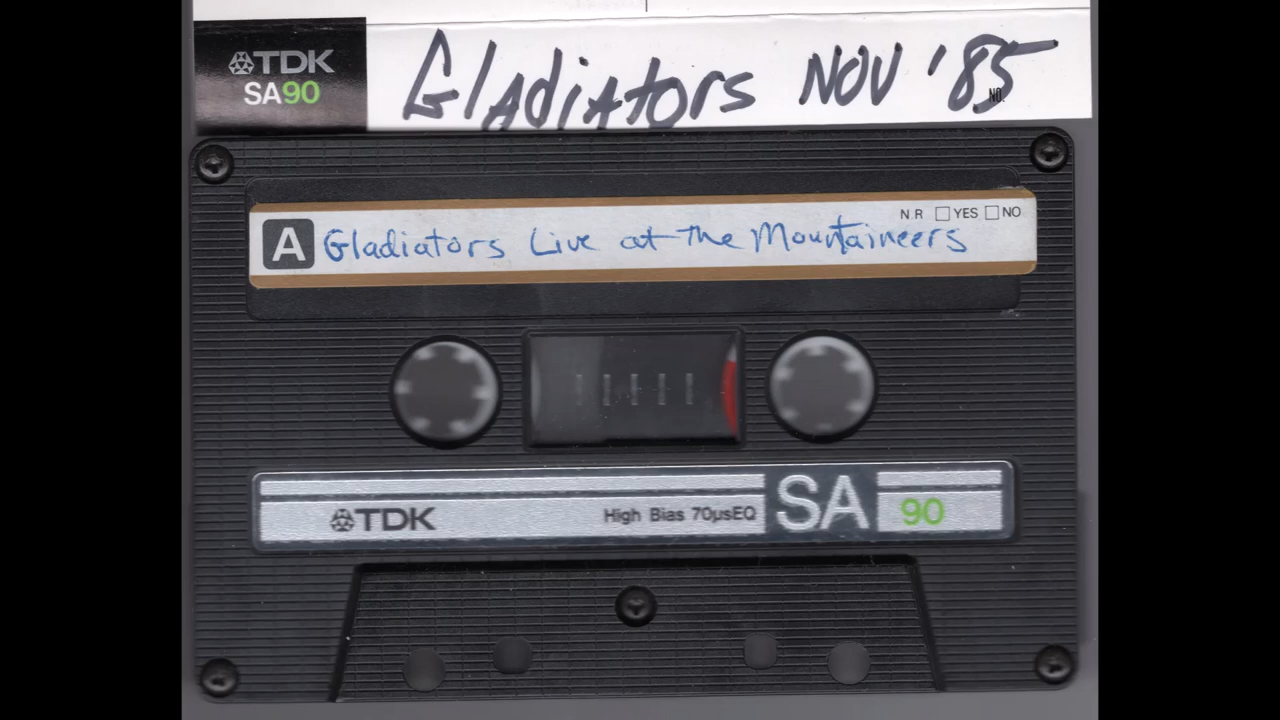 TDK
SA90
GlAdiAtors NOV '85
NO.
N.R □YES □NO
A Gladiators Live at the Mountaineers
TDK High Bias 70µsEQ SA 90